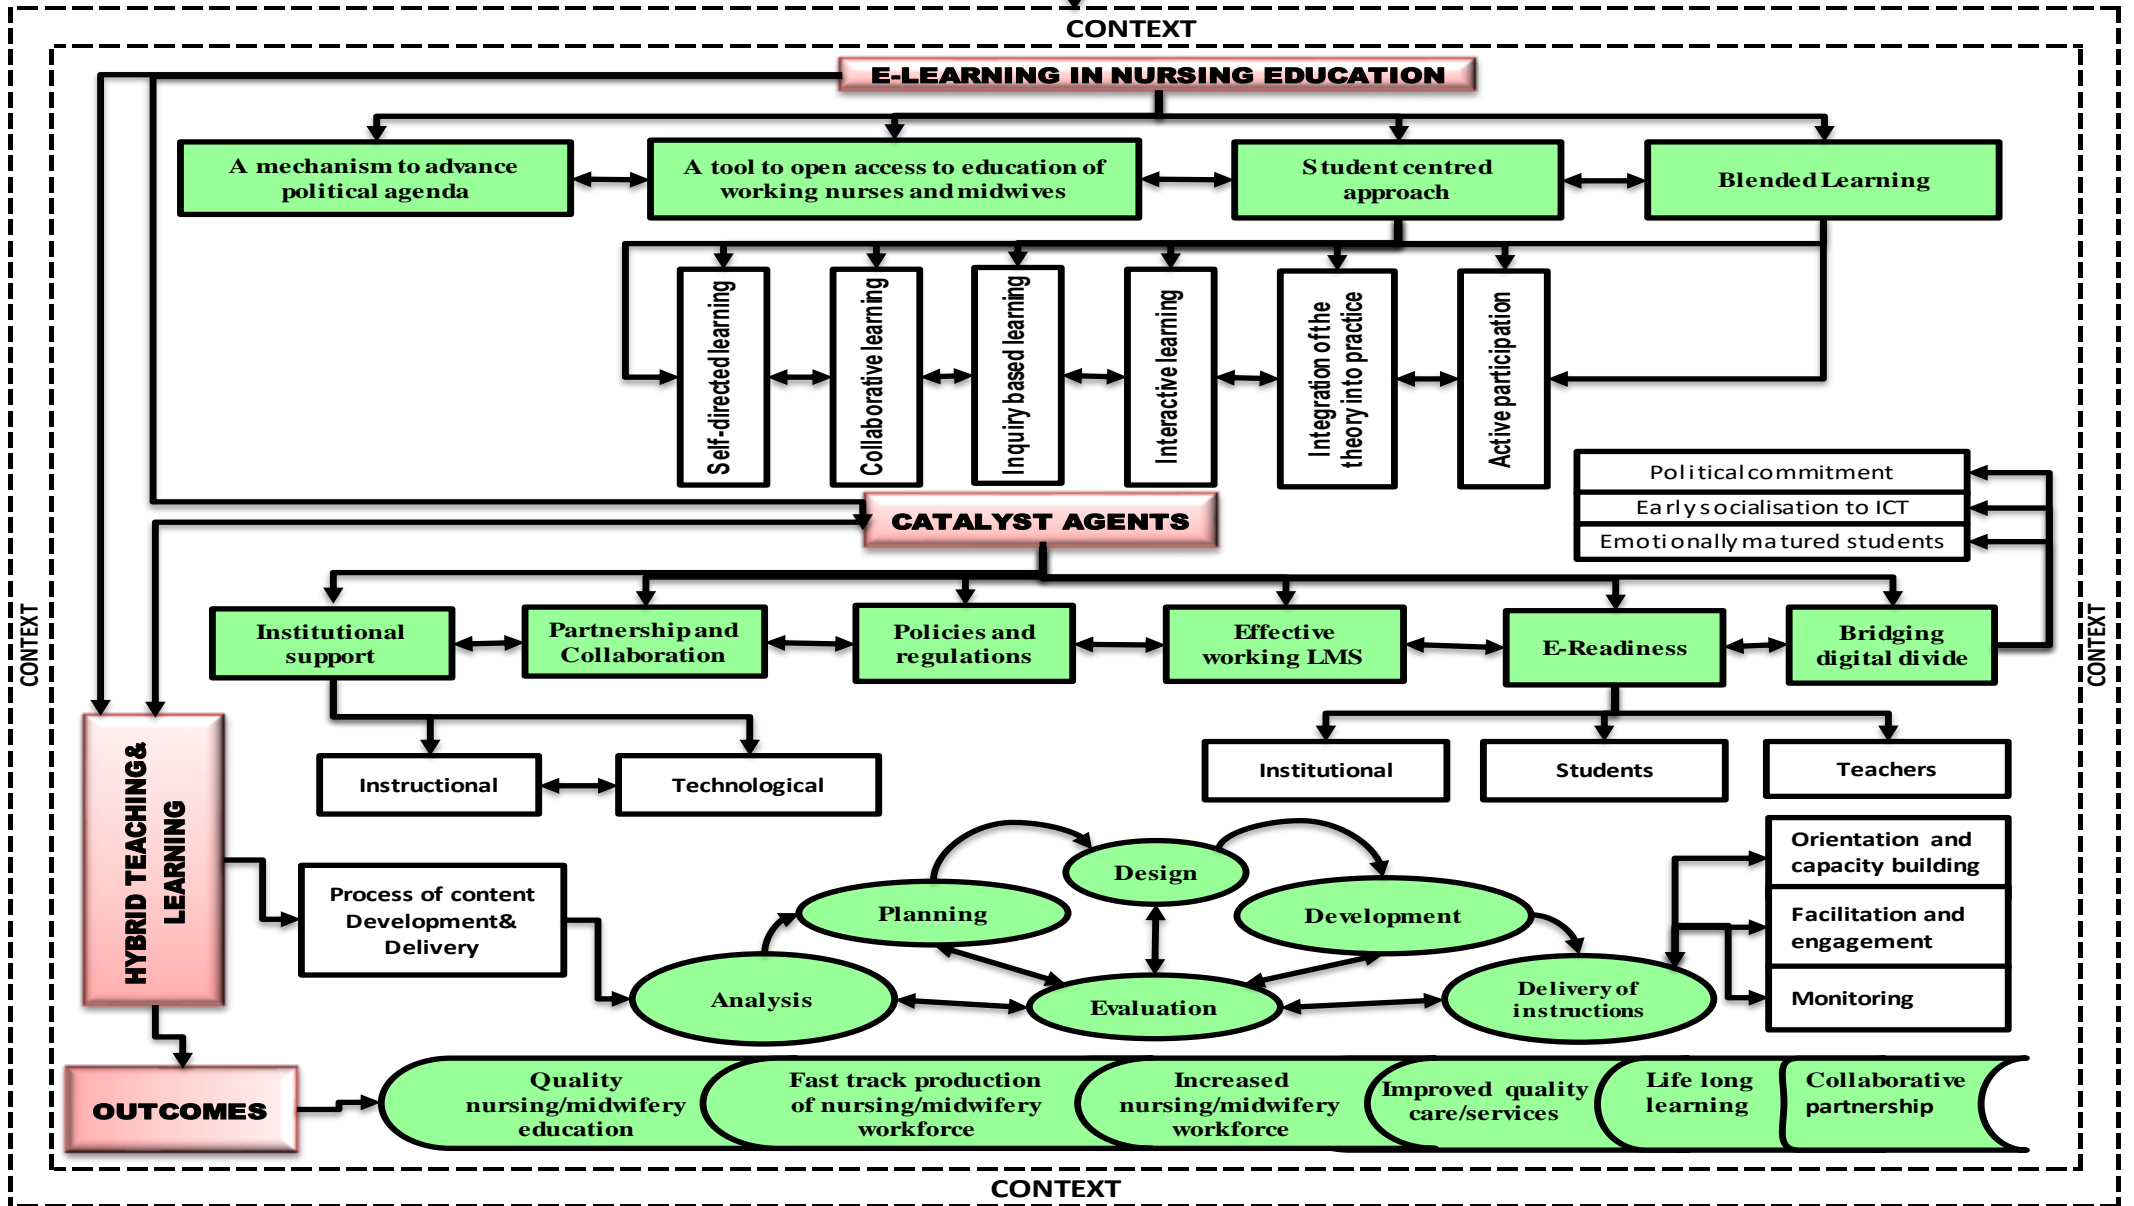 CONTEXT
E-LEARNING IN NURSING EDUCATION
A mechanism to advance
political agenda
A tool to open access to education of
working nurses and midwives
Student centred
approach
Blended Learning
Self-directed learning
Collaborative learning
Inquiry based learning
Interactive learning
Integration of the
theory into practice
Active participation
Political commitment
Early socialisation to ICT
Emotionally matured students
CATALYST AGENTS
Institutional
support
Partnership and
Collaboration
Policies and
regulations
Effective
working LMS
E-Readiness
Bridging
digital divide
CONTEXT
CONTEXT
Instructional
Technological
Institutional
Students
Teachers
HYBRID TEACHING&
LEARNING
Process of content
Development&
Delivery
Analysis
Planning
Design
Development
Evaluation
Delivery of
instructions
Orientation and
capacity building
Facilitation and
engagement
Monitoring
OUTCOMES
Quality
nursing/midwifery
education
Fast track production
of nursing/midwifery
workforce
Increased
nursing/midwifery
workforce
Improved quality
care/services
Life long
learning
Collaborative
partnership
CONTEXT